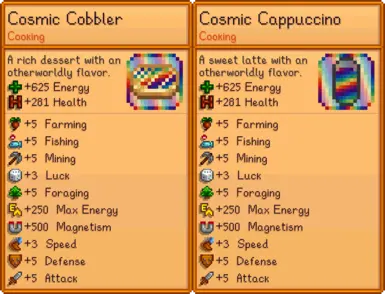 Cosmic Cobbler
Cooking
A rich dessert with an
otherworldly flavor.
+625 Energy
+281 Health
+5 Farming
+5 Fishing
+5 Mining
+3 Luck
+5 Foraging
+250 Max Energy
+500 Magnetism
+3 Speed
+5 Defense
+5 Attack
Cosmic Cappuccino
Cooking
A sweet latte with an
otherworldly flavor.
+625 Energy
+281 Health
+5 Farming
+5 Fishing
+5 Mining
+3 Luck
+5 Foraging
+250 Max Energy
+500 Magnetism
+3 Speed
+5 Defense
+5 Attack